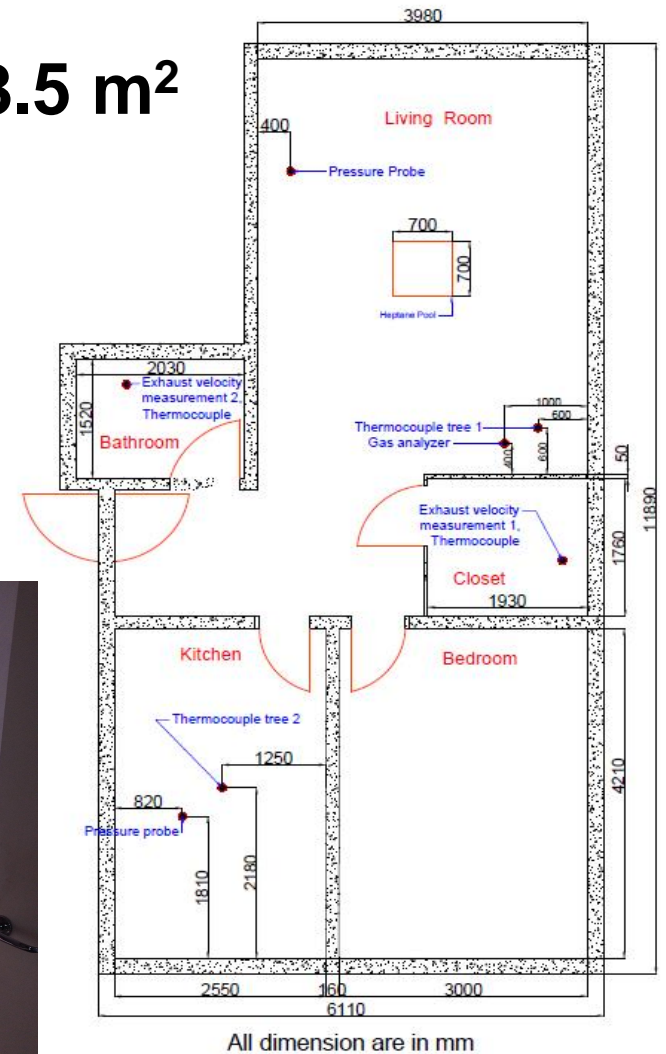 3980
3.5 m²
Living Room
400
Pressure Probe
700
700
Heptane Pool
2030
Exhaust velocity
measurement 2,
Thermocouple
1520
Bathroom
1000
600
Thermocouple tree 1
Gas analyzer
400
600
50
11890
Exhaust velocity
measurement 1,
Thermocouple
1760
Closet
1930
Kitchen
Bedroom
Thermocouple tree 2
1250
820
Pressure probe
4210
1810
2180
2550
160
3000
6110
All dimension are in mm